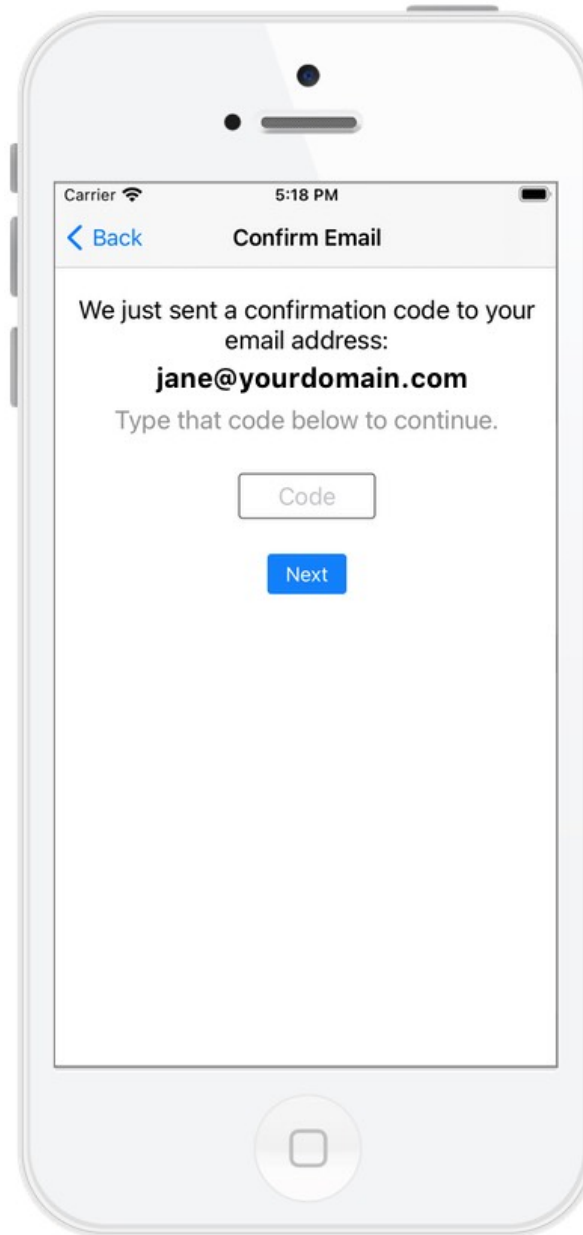 Carrier 5:18 PM
Back Confirm Email
We just sent a confirmation code to your
email address:
jane@yourdomain.com
Type that code below to continue.
Code
Next